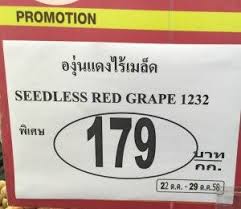 PROMOTION
องุ่นแดงไร้เมล็ด
SEEDLESS RED GRAPE 1232
พิเศษ
179
บาท
กก.
22 ต.ค. - 29 ต.ค. 56